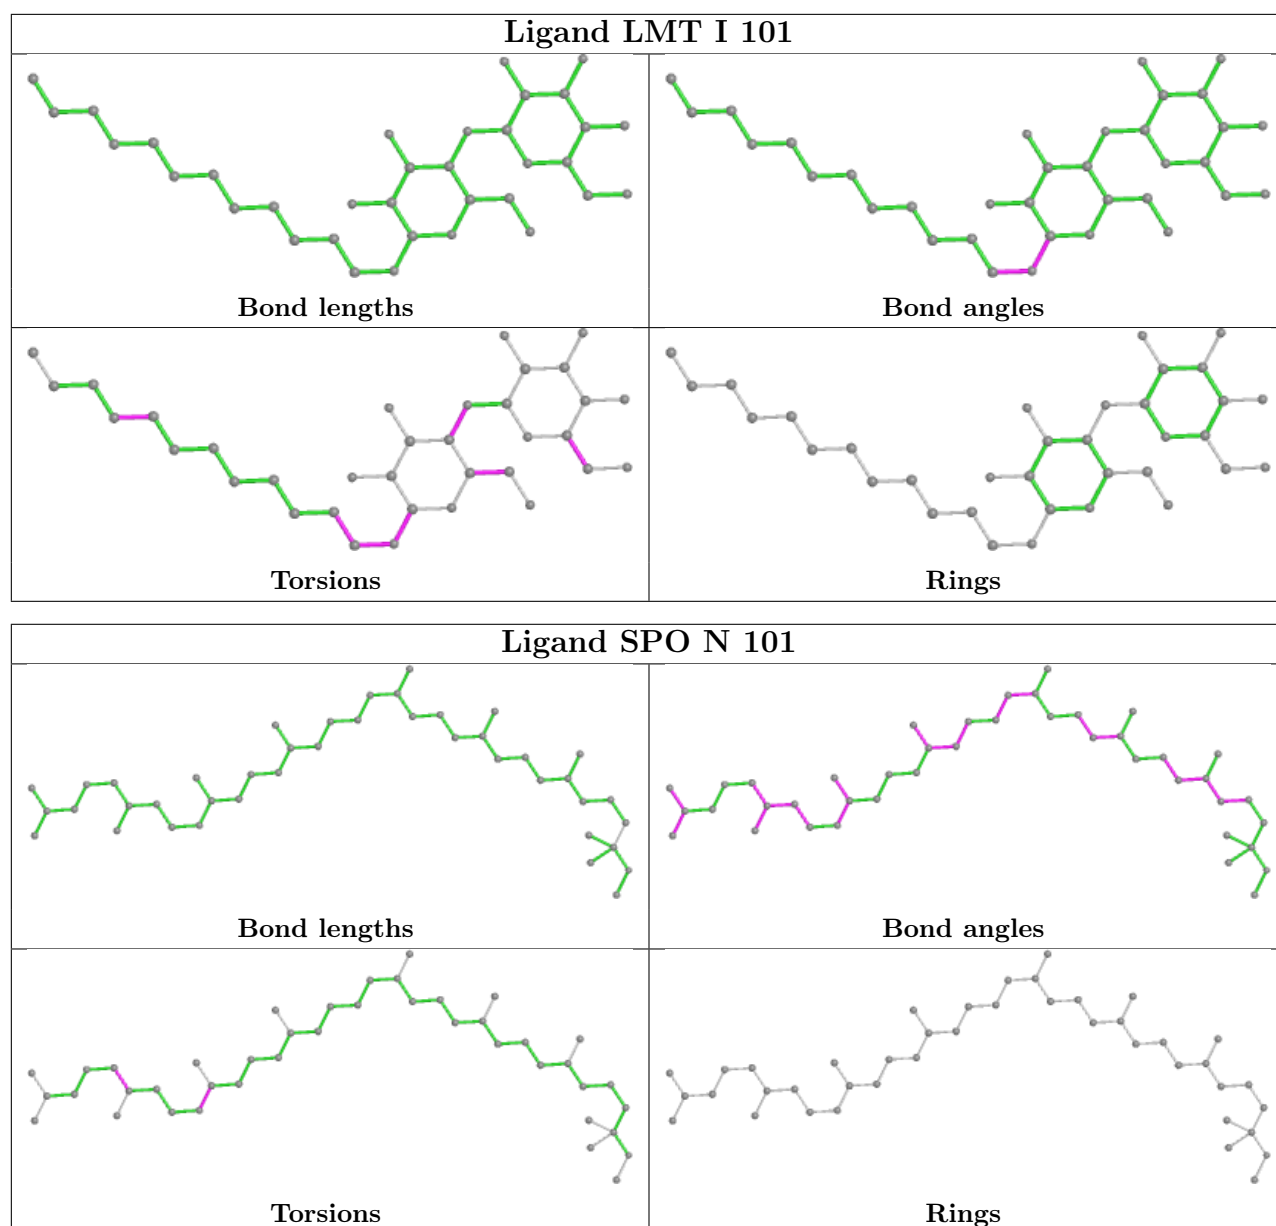 Ligand LMT I 101
Bond lengths
Bond angles
Torsions
Rings
Ligand SPO N 101
Bond lengths
Bond angles
Torsions
Rings